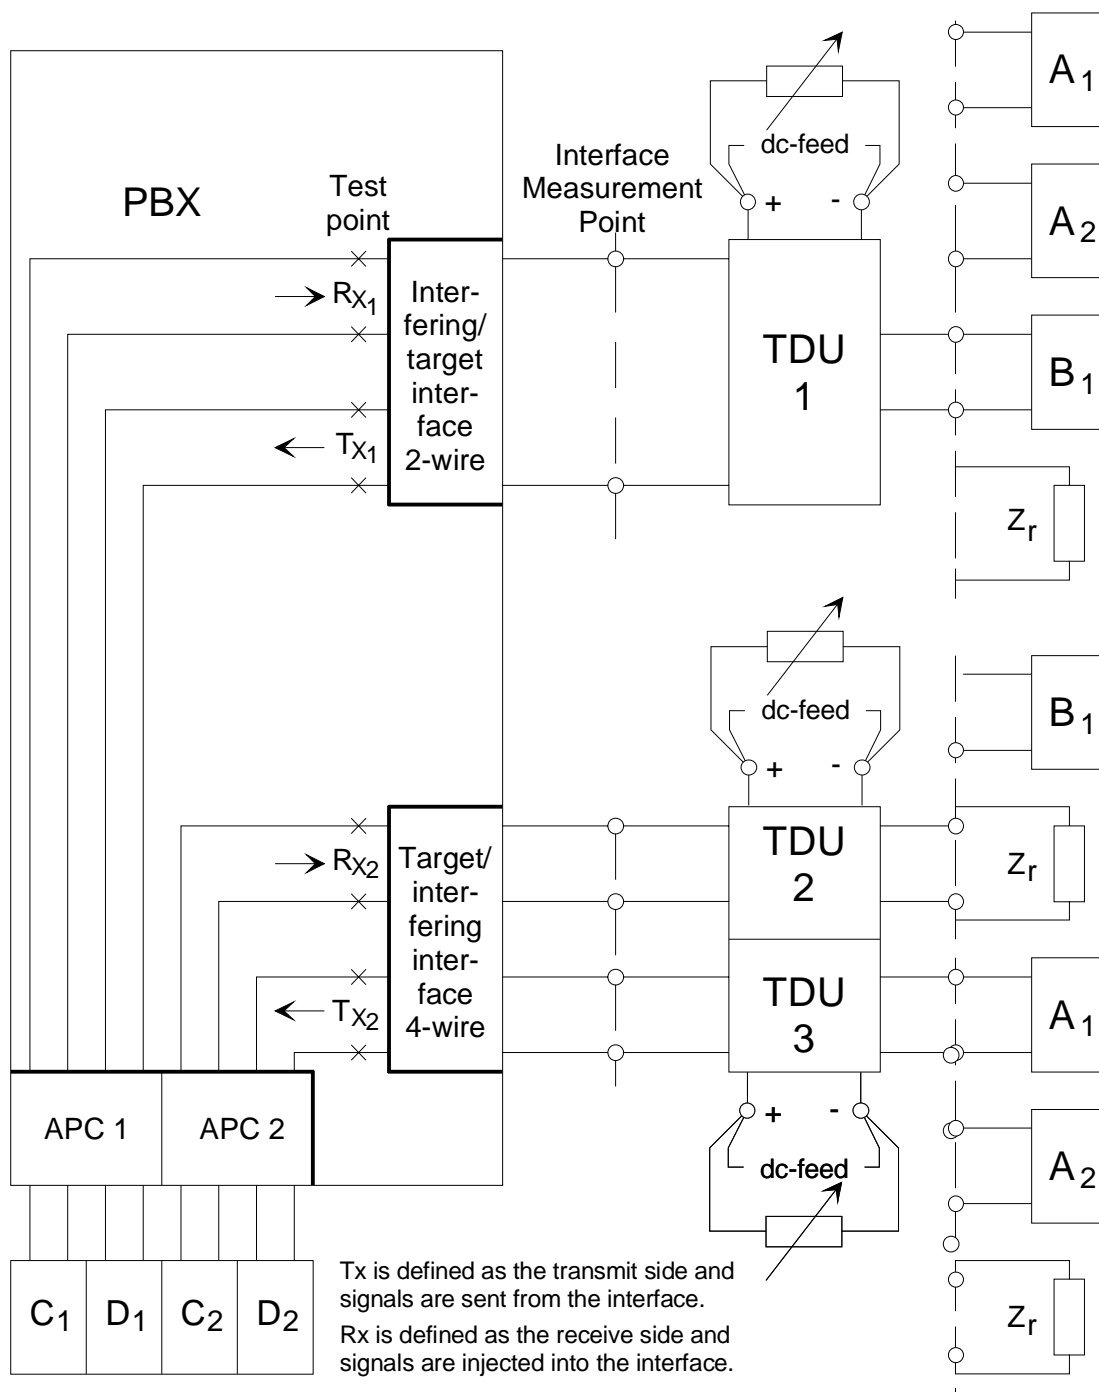 A1
dc-feed
+ -
PBX
Test
point
Interface
Measurement
Point
A2
RX1
Inter-
fering/
target
inter-
face
2-wire
TX1
TDU
1
B1
Zr
dc-feed
+ -
B1
RX2
Target/
inter-
fering
inter-
face
4-wire
TX2
TDU
2
Zr
TDU
3
A1
+ -
dc-feed
A2
APC 1
APC 2
C1
D1
C2
D2
Tx is defined as the transmit side and
signals are sent from the interface.
Rx is defined as the receive side and
signals are injected into the interface.
Zr